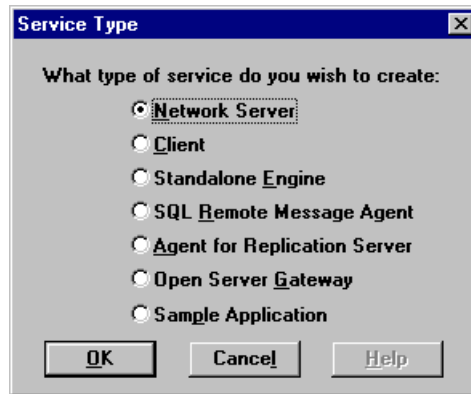 Service Type
What type of service do you wish to create:
Network Server
Client
Standalone Engine
SQL Remote Message Agent
Agent for Replication Server
Open Server Gateway
Sample Application
OK Cancel Help